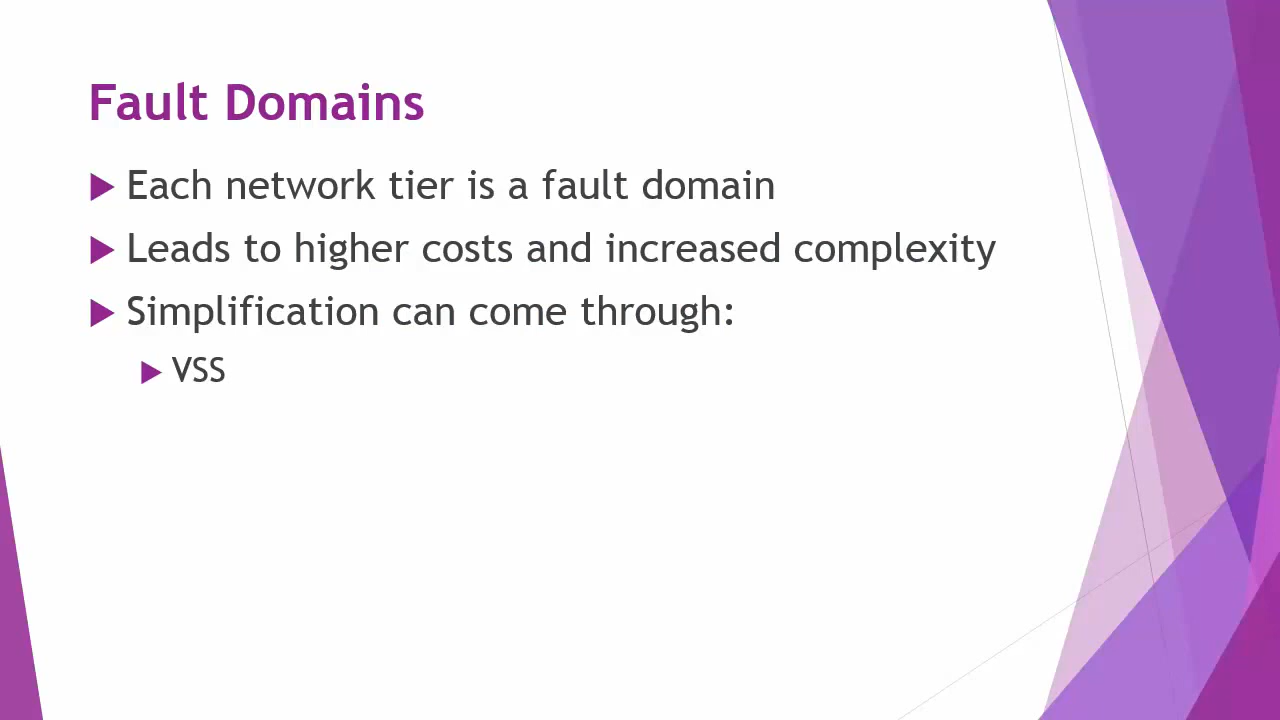 Fault Domains
Each network tier is a fault domain
Leads to higher costs and increased complexity
Simplification can come through:
VSS